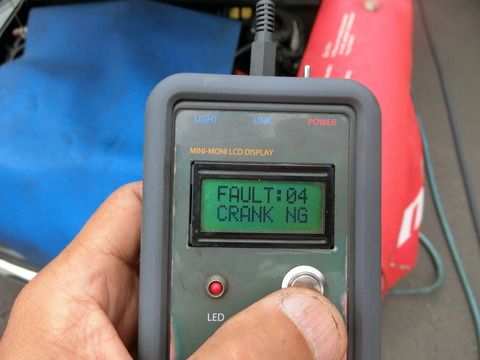 LIGHT LINK POWER
MINI-MONI LCD DISPLAY
FAULT:04
CRANK NG
LED